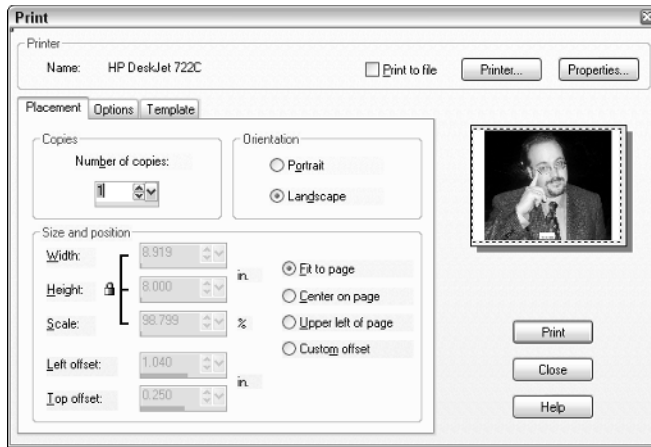 Print
Printer
Name: HP DeskJet 722C
Print to file
Printer...
Properties...
Placement
Options
Template
Copies
Number of copies:
1
Orientation
Portrait
Landscape
Size and position
Width: 8.919
Height: 8.000 in.
Scale: 98.799 %
Left offset: 1.040
Top offset: 0.250 in.
Fit to page
Center on page
Upper left of page
Custom offset
Print
Close
Help